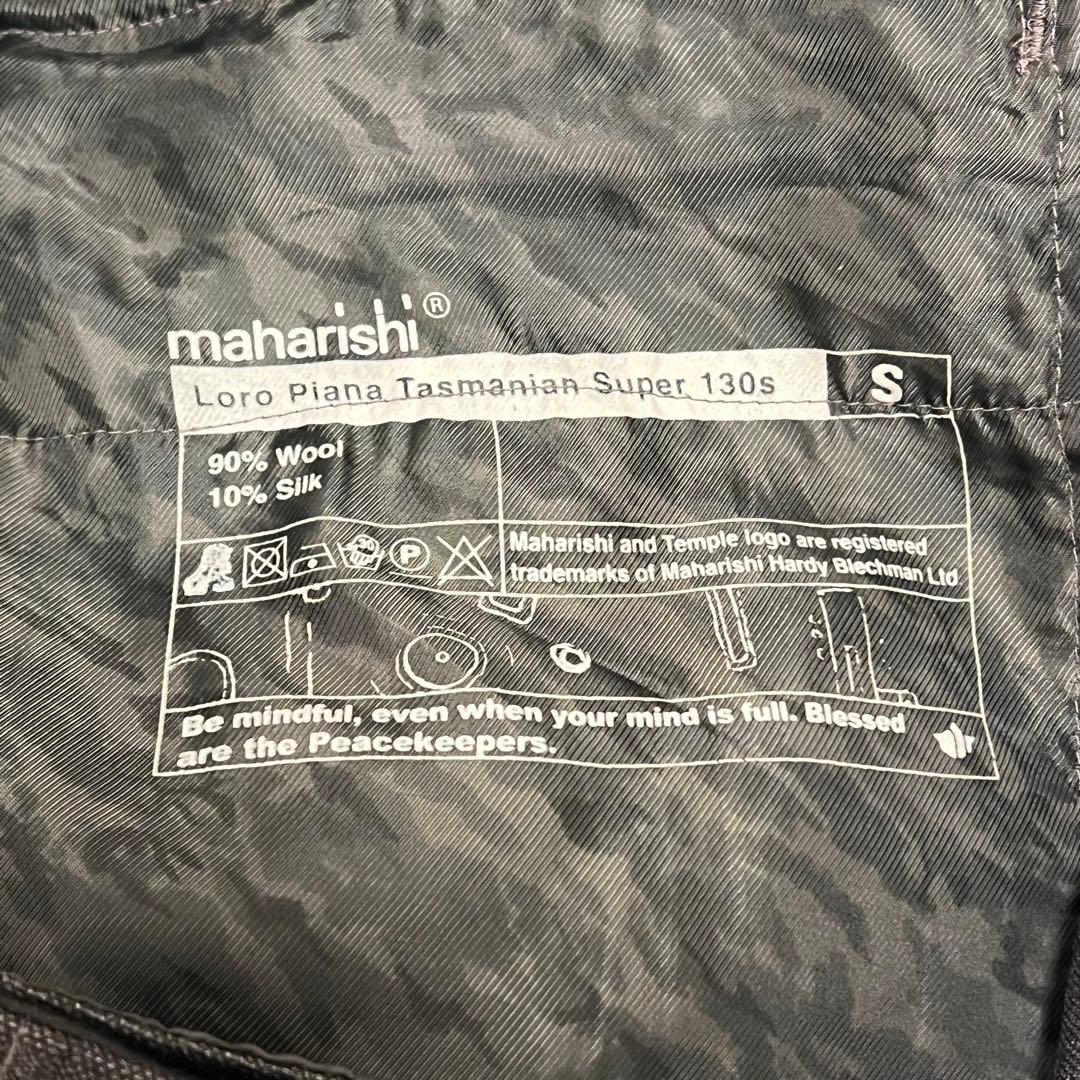 maharishi®
Loro Piana Tasmanian Super 130s
S
90% Wool
10% Silk
30
P
Maharishi and Temple logo are registered
trademarks of Maharishi Hardy Blechman Ltd
Be mindful, even when your mind is full. Blessed
are the Peacekeepers.